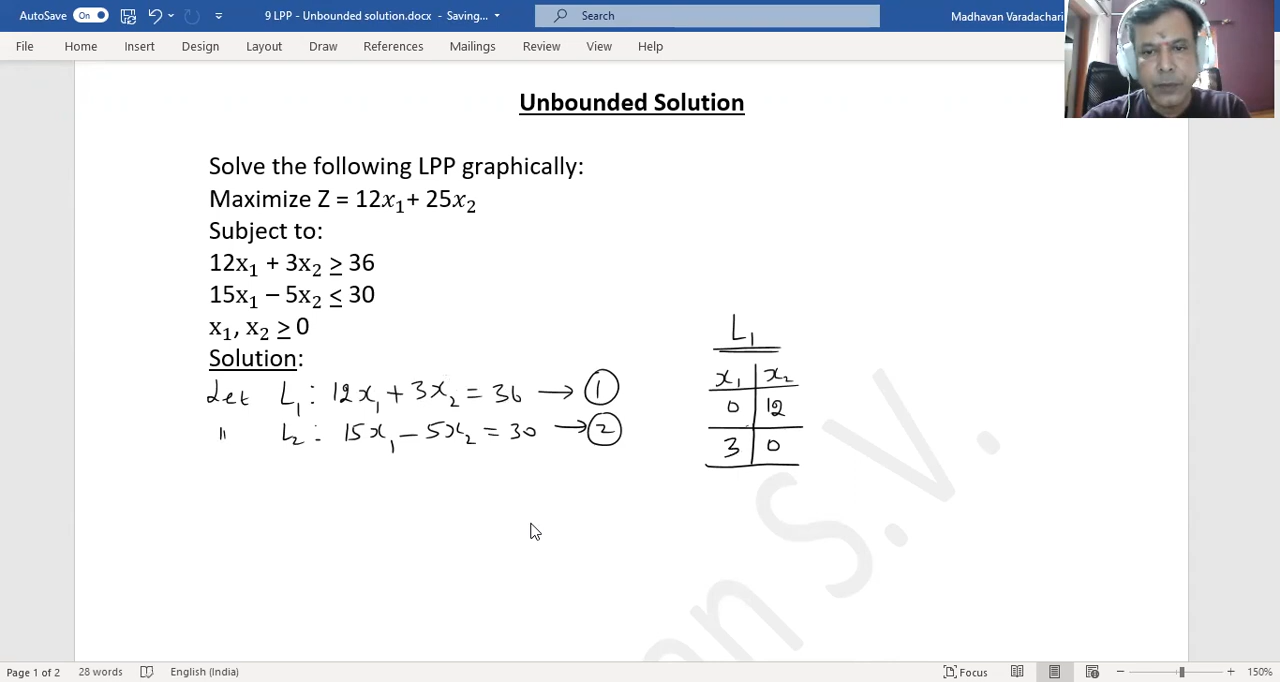 AutoSave On 9 LPP - Unbounded solution.docx - Saving... Search Madhavan Varadachari
File Home Insert Design Layout Draw References Mailings Review View Help
Unbounded Solution
Solve the following LPP graphically:
Maximize Z = 12x₁+ 25x₂
Subject to:
12x₁ + 3x₂ ≥ 36
15x₁ – 5x₂ ≤ 30
x₁, x₂ ≥ 0
Solution:
Let L₁ : 12x₁ + 3x₂ = 36 → ①
" L₂ : 15x₁ – 5x₂ = 30 → ②
L₁
x₁ x₂
0 12
3 0
an S.V.
Page 1 of 2 28 words English (India) Focus 150%